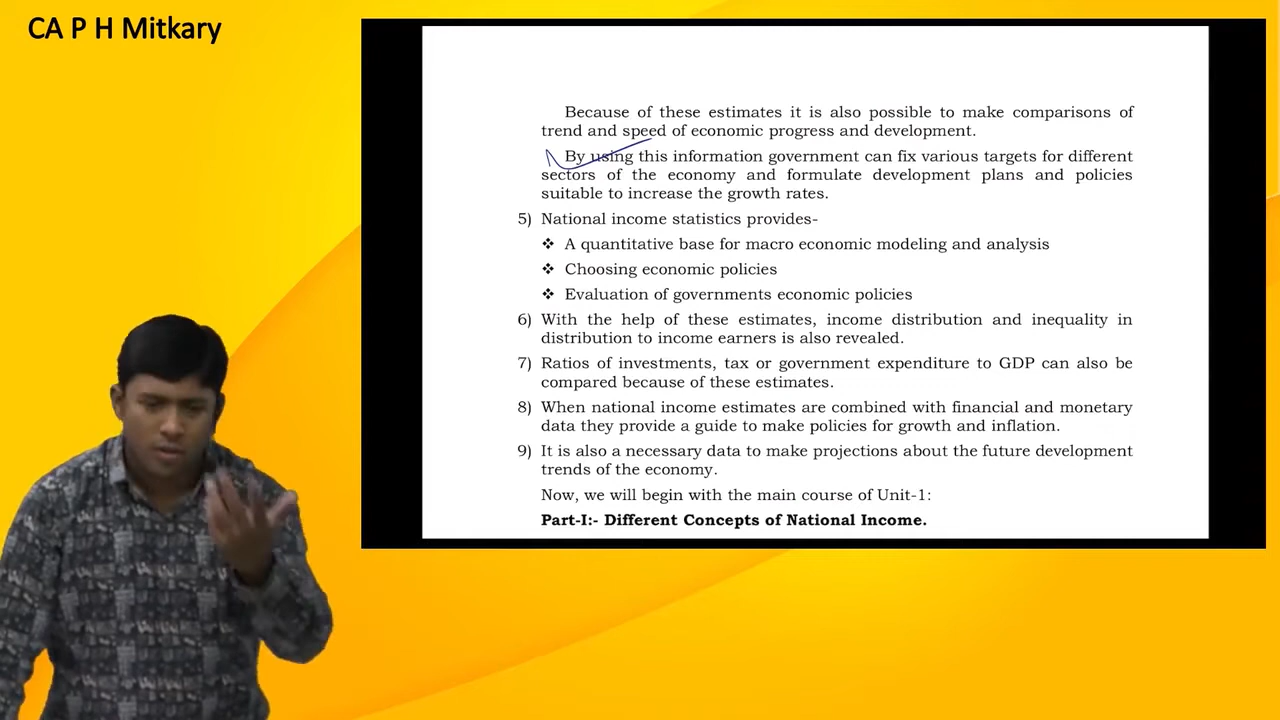 CA P H Mitkary
Because of these estimates it is also possible to make comparisons of
trend and speed of economic progress and development.
By using this information government can fix various targets for different
sectors of the economy and formulate development plans and policies
suitable to increase the growth rates.
5) National income statistics provides-
❖ A quantitative base for macro economic modeling and analysis
❖ Choosing economic policies
❖ Evaluation of governments economic policies
6) With the help of these estimates, income distribution and inequality in
distribution to income earners is also revealed.
7) Ratios of investments, tax or government expenditure to GDP can also be
compared because of these estimates.
8) When national income estimates are combined with financial and monetary
data they provide a guide to make policies for growth and inflation.
9) It is also a necessary data to make projections about the future development
trends of the economy.
Now, we will begin with the main course of Unit-1:
Part-I:- Different Concepts of National Income.